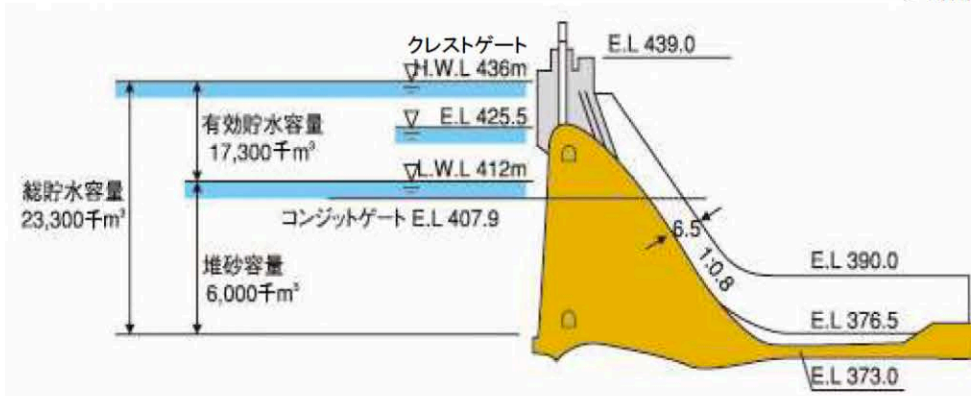 クレストゲート
H.W.L 436m
E.L 439.0
E.L 425.5
有効貯水容量
17,300千m³
L.W.L 412m
総貯水容量
23,300千m³
コンジットゲート E.L 407.9
6.5
1:0.8
堆砂容量
6,000千m³
E.L 390.0
E.L 376.5
E.L 373.0